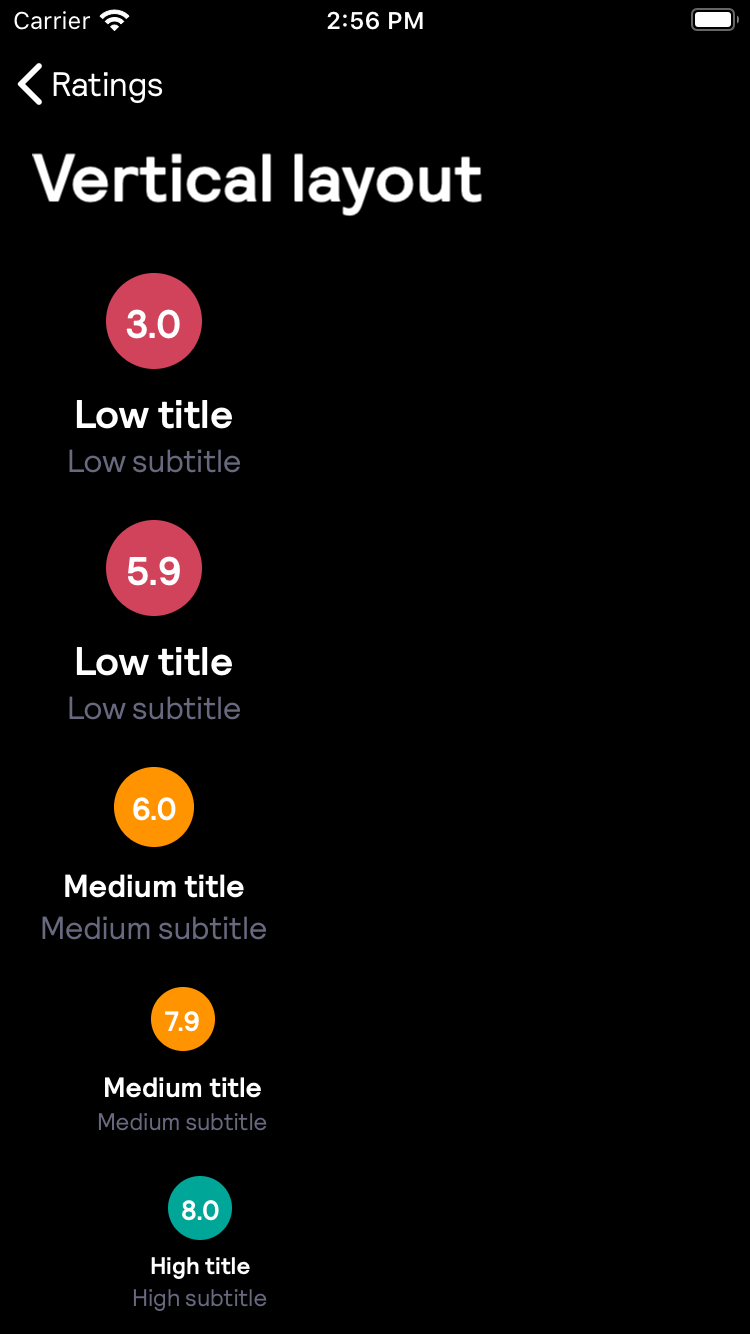 Carrier 2:56 PM
Ratings
Vertical layout
3.0
Low title
Low subtitle
5.9
Low title
Low subtitle
6.0
Medium title
Medium subtitle
7.9
Medium title
Medium subtitle
8.0
High title
High subtitle